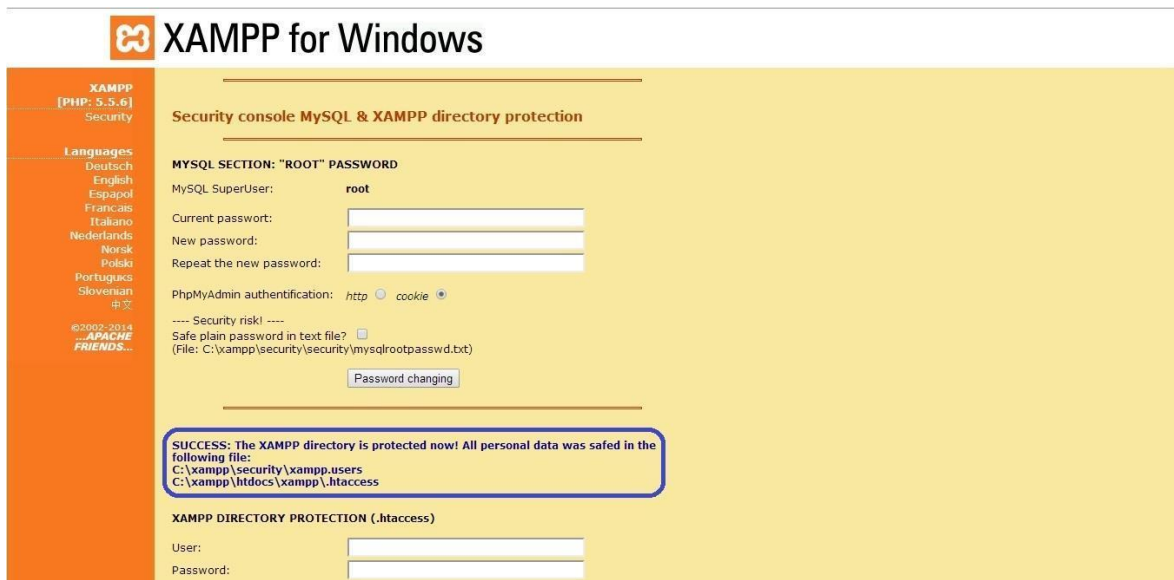 XAMPP for Windows
XAMPP
[PHP: 5.5.6]
Security
Languages
Deutsch
English
Espapol
Francais
Italiano
Nederlands
Norsk
Polski
Portuguкs
Slovenian
中文
©2002-2014
...APACHE
FRIENDS...
Security console MySQL & XAMPP directory protection
MYSQL SECTION: "ROOT" PASSWORD
MySQL SuperUser: root
Current passwort:
New password:
Repeat the new password:
PhpMyAdmin authentification: http cookie
---- Security risk! ----
Safe plain password in text file?
(File: C:\xampp\security\security\mysqlrootpasswd.txt)
Password changing
SUCCESS: The XAMPP directory is protected now! All personal data was safed in the
following file:
C:\xampp\security\xampp.users
C:\xampp\htdocs\xampp\.htaccess
XAMPP DIRECTORY PROTECTION (.htaccess)
User:
Password: